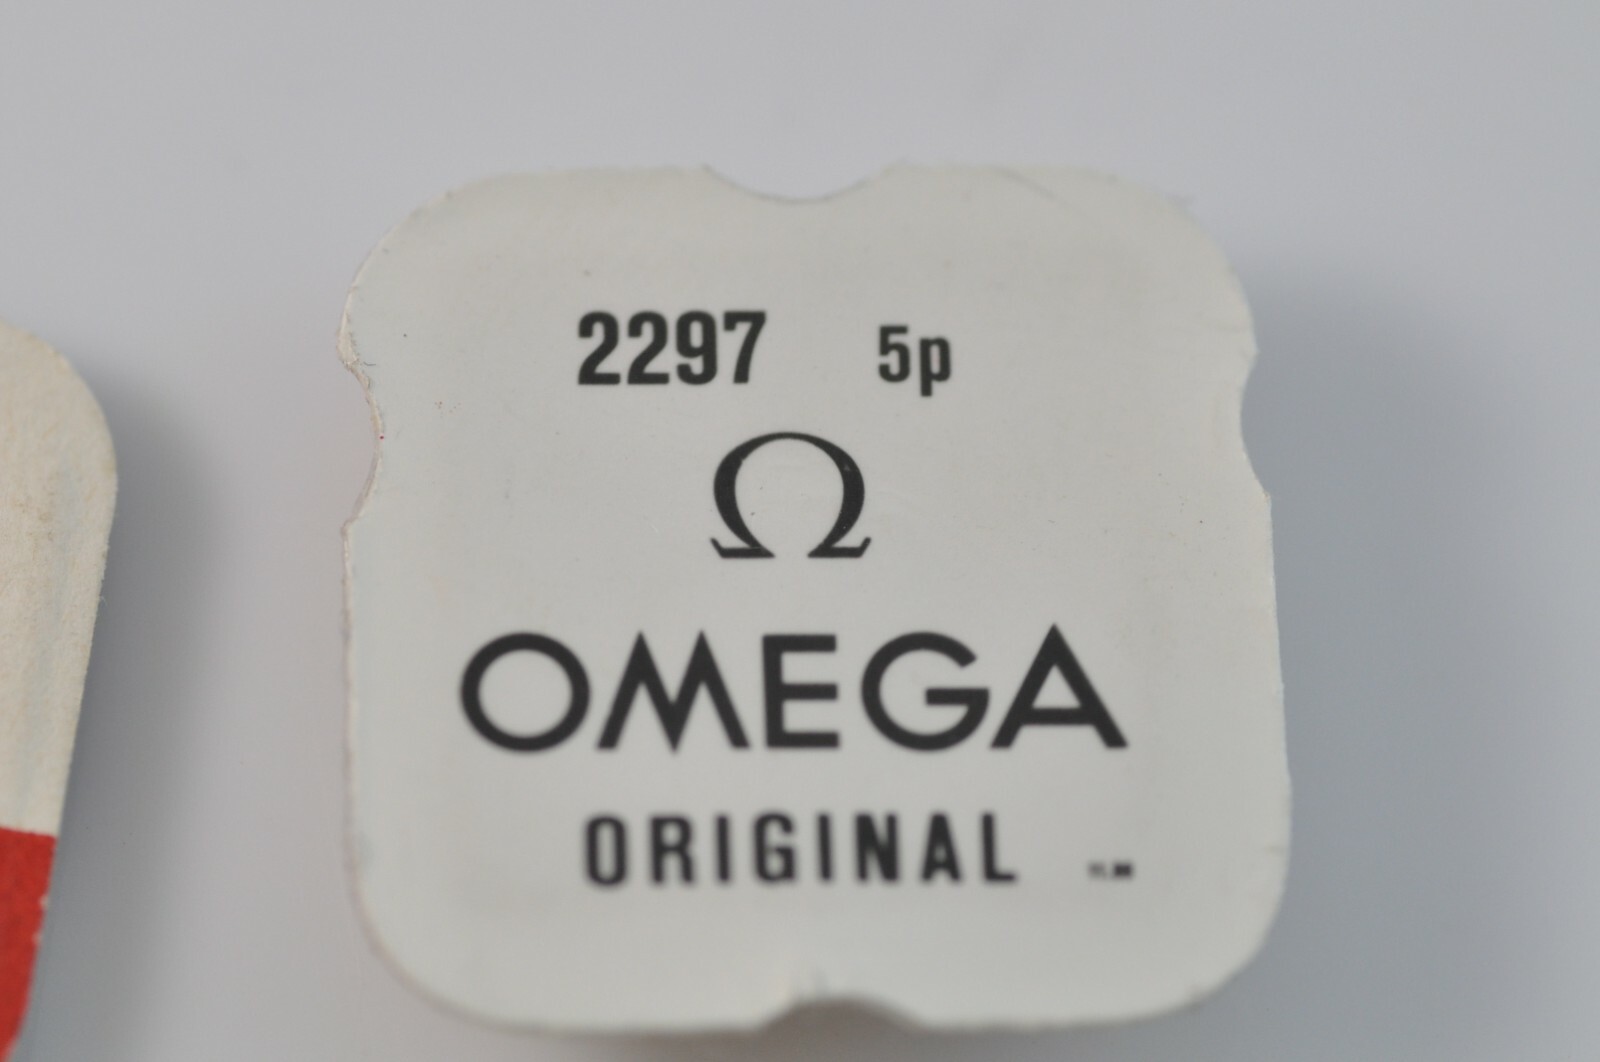 2297 5p
Ω
OMEGA
ORIGINAL